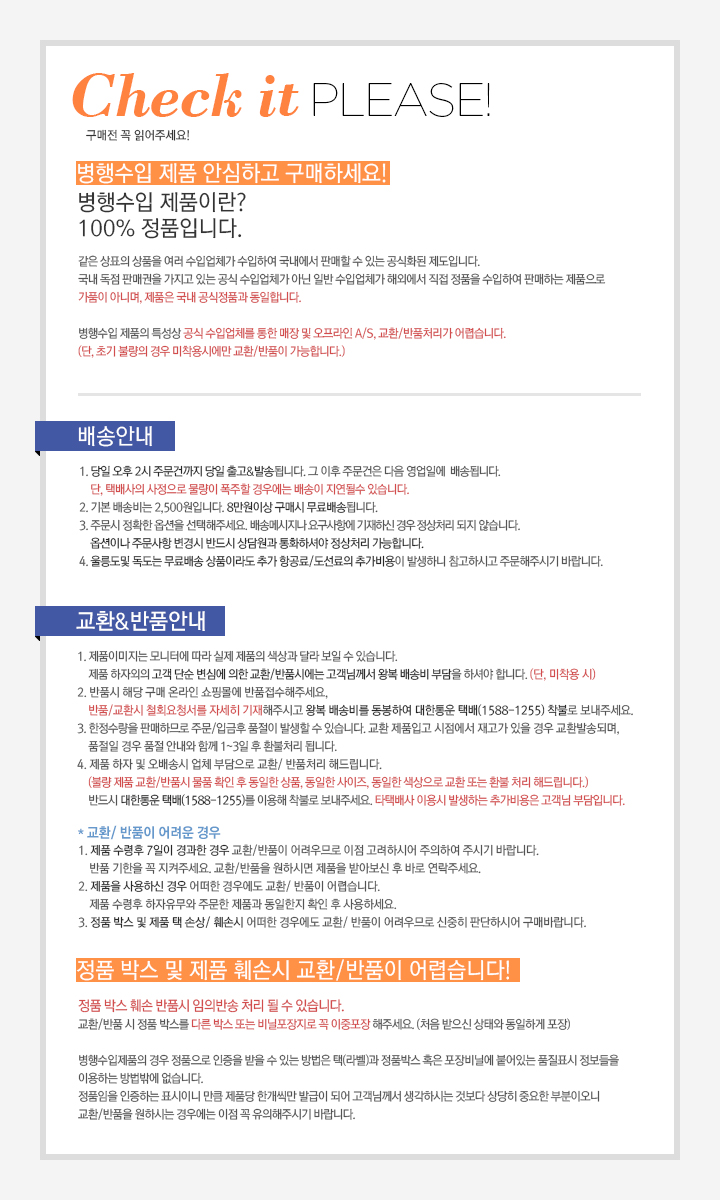 Check it PLEASE!
구매전 꼭 읽어주세요!
병행수입 제품 안심하고 구매하세요!
병행수입 제품이란?
100% 정품입니다.
같은 상표의 상품을 여러 수입업체가 수입하여 국내에서 판매할 수 있는 공식화된 제도입니다.
국내 독점 판매권을 가지고 있는 공식 수입업체가 아닌 일반 수입업체가 해외에서 직접 정품을 수입하여 판매하는 제품으로
가품이 아니며, 제품은 국내 공식정품과 동일합니다.
병행수입 제품의 특성상 공식 수입업체를 통한 매장 및 오프라인 A/S, 교환/반품처리가 어렵습니다.
(단, 초기 불량의 경우 미착용시에만 교환/반품이 가능합니다.)
배송안내
1. 당일 오후 2시 주문건까지 당일 출고&발송됩니다. 그 이후 주문건은 다음 영업일에 배송됩니다.
단, 택배사의 사정으로 물량이 폭주할 경우에는 배송이 지연될수 있습니다.
2. 기본 배송비는 2,500원입니다. 8만원이상 구매시 무료배송됩니다.
3. 주문시 정확한 옵션을 선택해주세요. 배송메시지나 요구사항에 기재하신 경우 정상처리 되지 않습니다.
옵션이나 주문사항 변경시 반드시 상담원과 통화하셔야 정상처리 가능합니다.
4. 울릉도및 독도는 무료배송 상품이라도 추가 항공료/도선료의 추가비용이 발생하니 참고하시고 주문해주시기 바랍니다.
교환&반품안내
1. 제품이미지는 모니터에 따라 실제 제품의 색상과 달라 보일 수 있습니다.
제품 하자외의 고객 단순 변심에 의한 교환/반품시에는 고객님께서 왕복 배송비 부담을 하셔야 합니다. (단, 미착용 시)
2. 반품시 해당 구매 온라인 쇼핑몰에 반품접수해주세요,
반품/교환시 철회요청서를 자세히 기재해주시고 왕복 배송비를 동봉하여 대한통운 택배(1588-1255) 착불로 보내주세요.
3. 한정수량을 판매하므로 주문/입금후 품절이 발생할 수 있습니다. 교환 제품입고 시점에서 재고가 있을 경우 교환발송되며,
품절일 경우 품절 안내와 함께 1~3일 후 환불처리 됩니다.
4. 제품 하자 및 오배송시 업체 부담으로 교환/ 반품처리 해드립니다.
(불량 제품 교환/반품시 물품 확인 후 동일한 상품, 동일한 사이즈, 동일한 색상으로 교환 또는 환불 처리 해드립니다.)
반드시 대한통운 택배(1588-1255)를 이용해 착불로 보내주세요. 타택배사 이용시 발생하는 추가비용은 고객님 부담입니다.
* 교환/ 반품이 어려운 경우
1. 제품 수령후 7일이 경과한 경우 교환/반품이 어려우므로 이점 고려하시어 주의하여 주시기 바랍니다.
반품 기한을 꼭 지켜주세요. 교환/반품을 원하시면 제품을 받아보신 후 바로 연락주세요.
2. 제품을 사용하신 경우 어떠한 경우에도 교환/ 반품이 어렵습니다.
제품 수령후 하자유무와 주문한 제품과 동일한지 확인 후 사용하세요.
3. 정품 박스 및 제품 택 손상/ 훼손시 어떠한 경우에도 교환/ 반품이 어려우므로 신중히 판단하시어 구매바랍니다.
정품 박스 및 제품 훼손시 교환/반품이 어렵습니다!
정품 박스 훼손 반품시 임의반송 처리 될 수 있습니다.
교환/반품 시 정품 박스를 다른 박스 또는 비닐포장지로 꼭 이중포장 해주세요. (처음 받으신 상태와 동일하게 포장)
병행수입제품의 경우 정품으로 인증을 받을 수 있는 방법은 택(라벨)과 정품박스 혹은 포장비닐에 붙어있는 품질표시 정보들을
이용하는 방법밖에 없습니다.
정품임을 인증하는 표시이니 만큼 제품당 한개씩만 발급이 되어 고객님께서 생각하시는 것보다 상당히 중요한 부분이오니
교환/반품을 원하시는 경우에는 이점 꼭 유의해주시기 바랍니다.